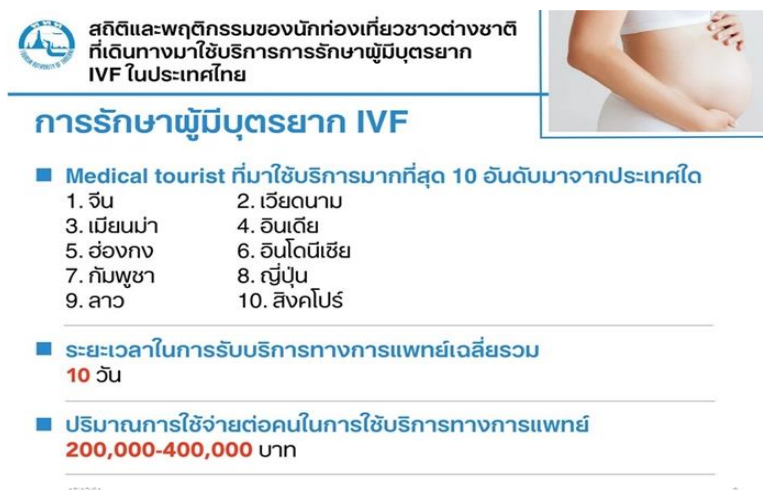 สถิติและพฤติกรรมของนักท่องเที่ยวชาวต่างชาติ
ที่เดินทางมาใช้บริการการรักษาผู้มีบุตรยาก
IVF ในประเทศไทย
การรักษาผู้มีบุตรยาก IVF
Medical tourist ที่มาใช้บริการมากที่สุด 10 อันดับมาจากประเทศใด
1. จีน 2. เวียดนาม
3. เมียนม่า 4. อินเดีย
5. ฮ่องกง 6. อินโดนีเซีย
7. กัมพูชา 8. ญี่ปุ่น
9. ลาว 10. สิงคโปร์
ระยะเวลาในการรับบริการทางการแพทย์เฉลี่ยรวม
10 วัน
ปริมาณการใช้จ่ายต่อคนในการใช้บริการทางการแพทย์
200,000-400,000 บาท